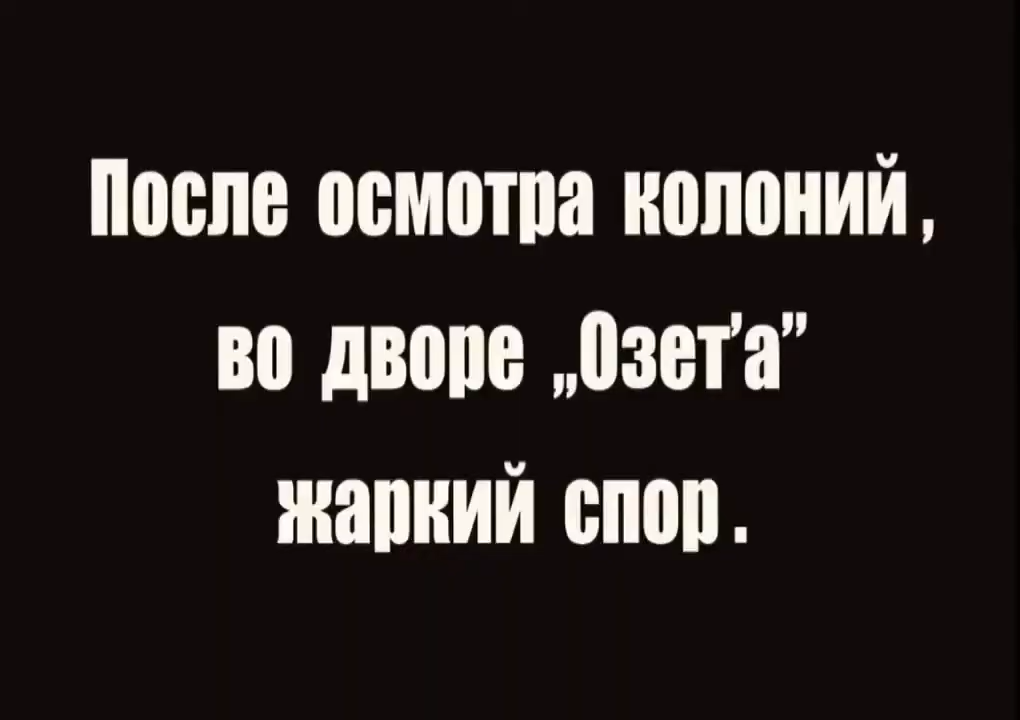 После осмотра колоний,
во дворе „Озет’а”
жаркий спор.